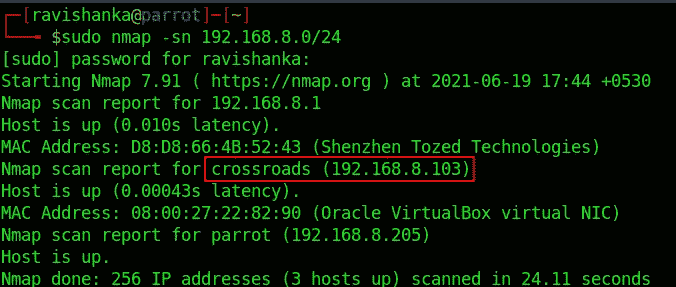 ┌─[ravishanka@parrot]─[~]
└──╼ $sudo nmap -sn 192.168.8.0/24
[sudo] password for ravishanka:
Starting Nmap 7.91 ( https://nmap.org ) at 2021-06-19 17:44 +0530
Nmap scan report for 192.168.8.1
Host is up (0.010s latency).
MAC Address: D8:D8:66:4B:52:43 (Shenzhen Tozed Technologies)
Nmap scan report for crossroads (192.168.8.103)
Host is up (0.00043s latency).
MAC Address: 08:00:27:22:82:90 (Oracle VirtualBox virtual NIC)
Nmap scan report for parrot (192.168.8.205)
Host is up.
Nmap done: 256 IP addresses (3 hosts up) scanned in 24.11 seconds